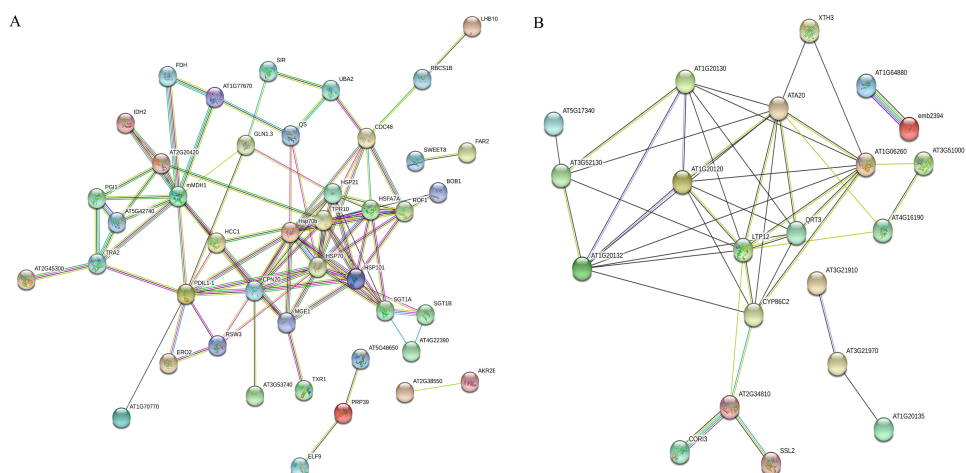 A
LHB10
FDH
SIR
RBCS1B
AT1G77670
UBA2
IDH2
QS
CDC48
GLN1.3
SWEET8
FAR2
AT2G20420
PGI1
mMDH1
HSP21
BOB1
HSFA7A
ROF1
TPR10
AT5G42740
Hsp70b
HCC1
TRA2
HSP70
AT2G45300
HSP101
PDIL1-1
CPN20
SGT1A
SGT1B
MGE1
RSW3
AT4G22390
ERO2
AT5G48650
AT3G53740
TXR1
AT2G38550
AKR2B
AT1G70770
PRP39
ELF9
B
XTH3
AT1G20130
AT1G64880
ATA20
AT5G17340
emb2394
AT3G52130
AT1G20120
AT1G06260
AT3G51000
AT4G16190
QRT3
LTP12
AT1G20132
AT3G21910
CYP86C2
AT3G21970
AT2G34810
AT1G20135
CORI3
SSL2